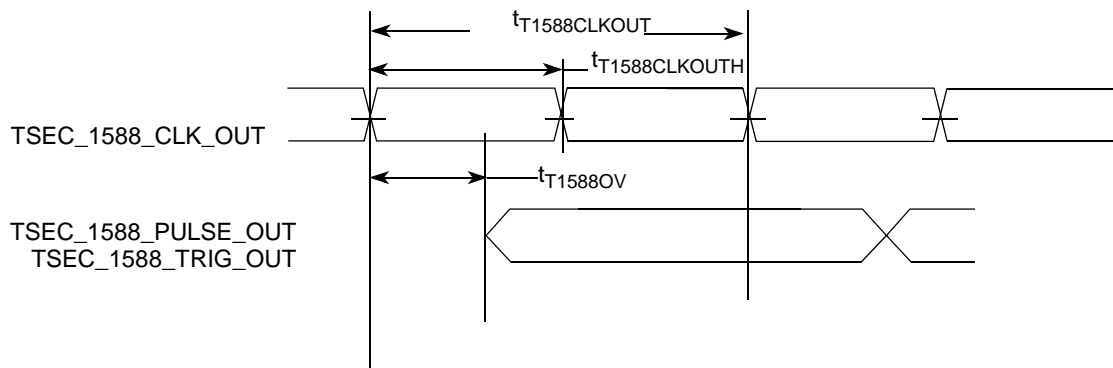 tT1588CLKOUT
tT1588CLKOUTH
TSEC_1588_CLK_OUT
tT1588OV
TSEC_1588_PULSE_OUT
TSEC_1588_TRIG_OUT